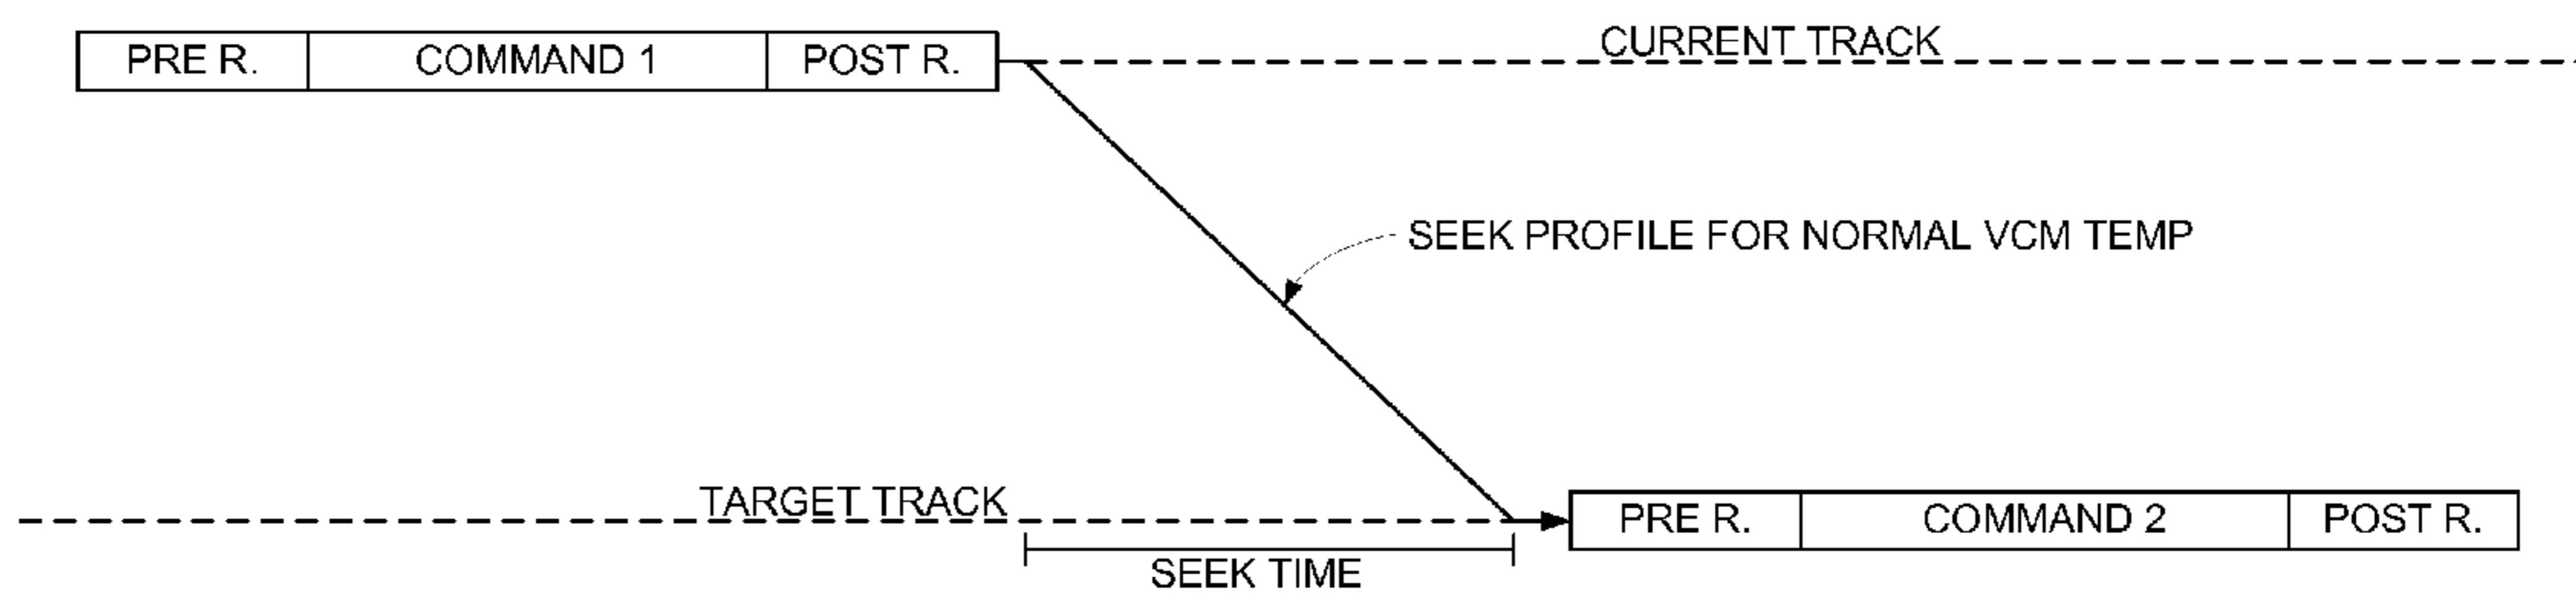 CURRENT TRACK
PRE R. COMMAND 1 POST R.
SEEK PROFILE FOR NORMAL VCM TEMP
TARGET TRACK
PRE R. COMMAND 2 POST R.
SEEK TIME